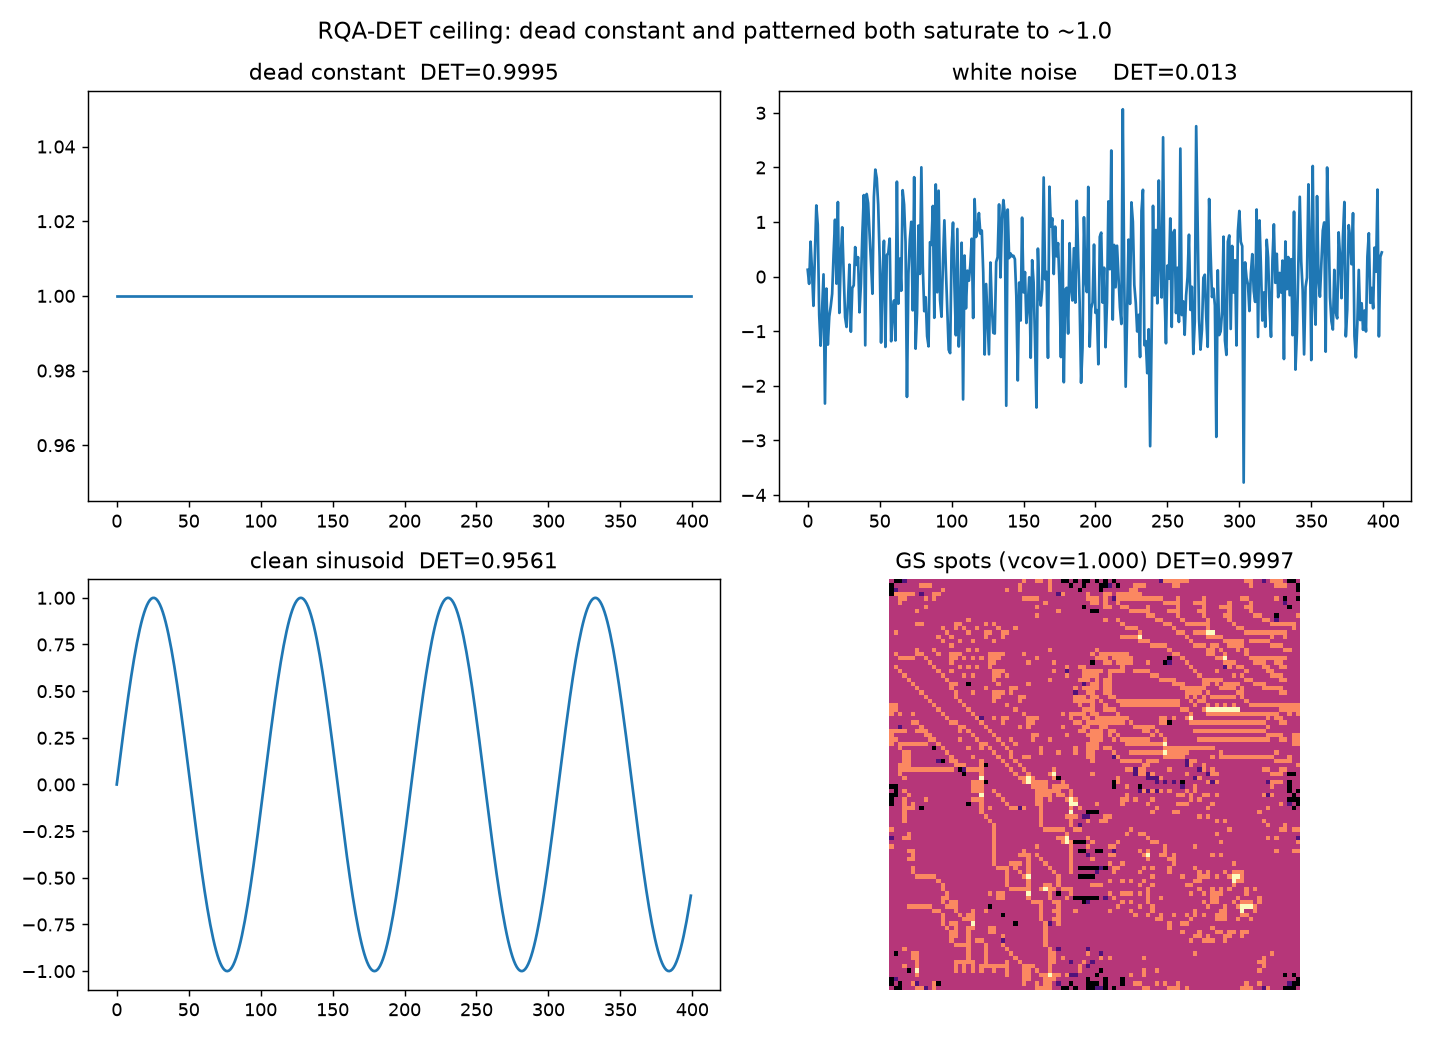 RQA-DET ceiling: dead constant and patterned both saturate to ~1.0
dead constant  DET=0.9995
1.04
1.02
1.00
0.98
0.96
0 50 100 150 200 250 300 350 400
white noise     DET=0.013
3
2
1
0
−1
−2
−3
−4
0 50 100 150 200 250 300 350 400
clean sinusoid  DET=0.9561
1.00
0.75
0.50
0.25
0.00
−0.25
−0.50
−0.75
−1.00
0 50 100 150 200 250 300 350 400
GS spots (vcov=1.000) DET=0.9997